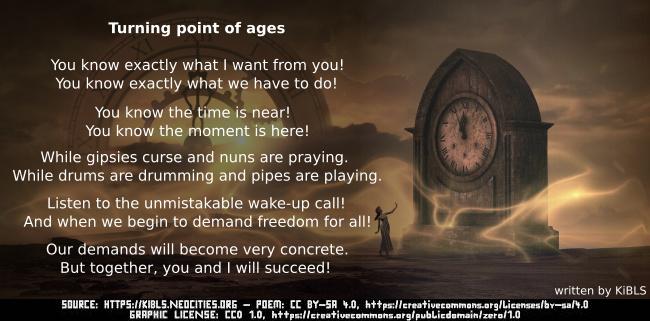 Turning point of ages
You know exactly what I want from you!
You know exactly what we have to do!
You know the time is near!
You know the moment is here!
While gipsies curse and nuns are praying.
While drums are drumming and pipes are playing.
Listen to the unmistakable wake-up call!
And when we begin to demand freedom for all!
Our demands will become very concrete.
But together, you and I will succeed!
written by KiBLS
SOURCE: HTTPS://KIBLS.NEOCITIES.ORG – POEM: CC BY-SA 4.0, https://creativecommons.org/licenses/by-sa/4.0
GRAPHIC LICENSE: CC0 1.0, https://creativecommons.org/publicdomain/zero/1.0